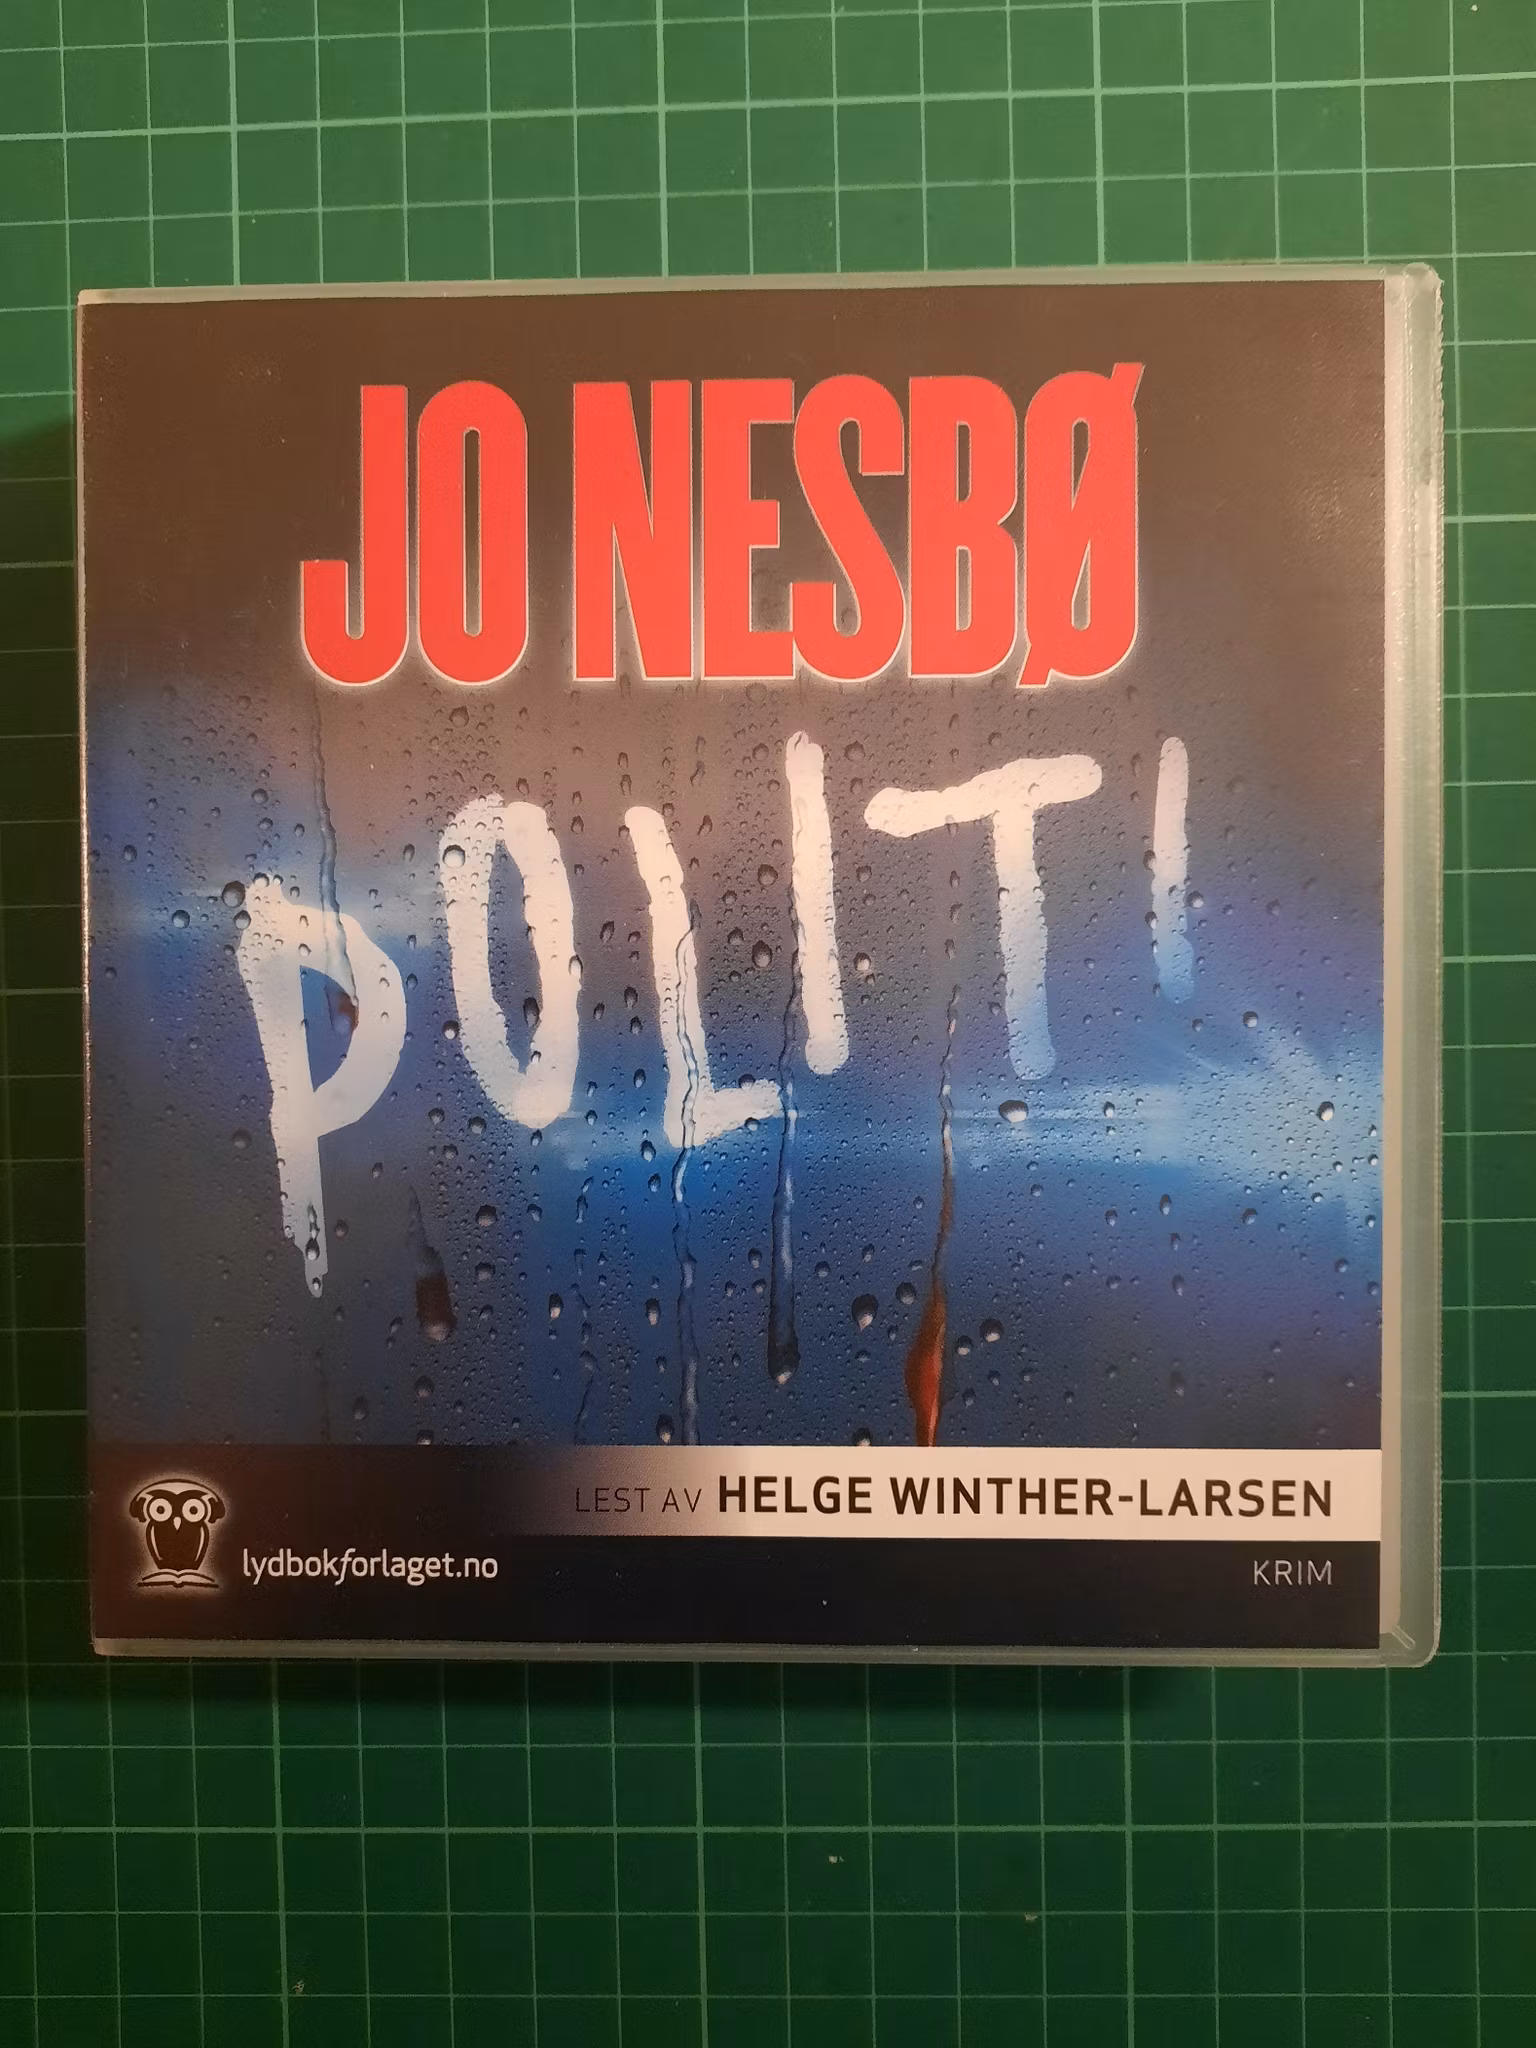 JO NESBØ
POLITI
LEST AV HELGE WINTHER-LARSEN
lydbokforlaget.no
KRIM